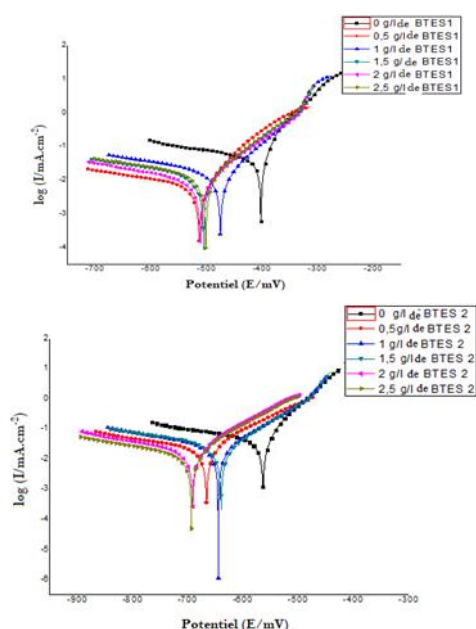 0 g/l de BTES1
0,5 g/l de BTES1
1 g/l de BTES1
1,5 g/ de BTES1
2 g/l de BTES1
2,5 g/l de BTES1
log (I/mA.cm-2)
2
1
0
-1
-2
-3
-4
-700
-600
-500
-400
-300
-200
Potentiel (E/mV)
0 g/l de BTES 2
0,5g/l de BTES 2
1 g/l de BTES 2
1,5 g/l de BTES 2
2 g/l de BTES 2
2,5 g/l de BTES 2
log (I/mA.cm-2)
3
2
1
0
-1
-2
-3
-4
-5
-6
-900
-800
-700
-600
-500
-400
-300
Potentiel (E/mV)